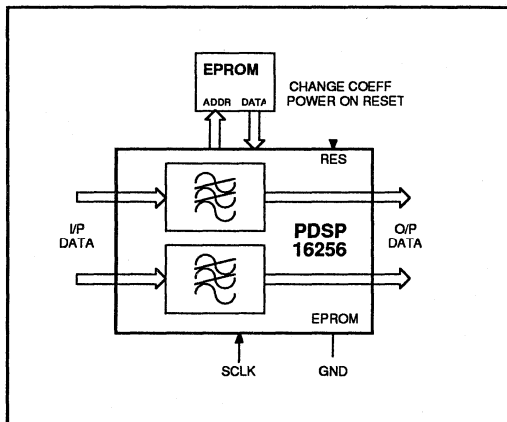 EPROM
ADDR DATA
CHANGE COEFF
POWER ON RESET
RES
I/P
DATA
PDSP
16256
O/P
DATA
EPROM
SCLK
GND